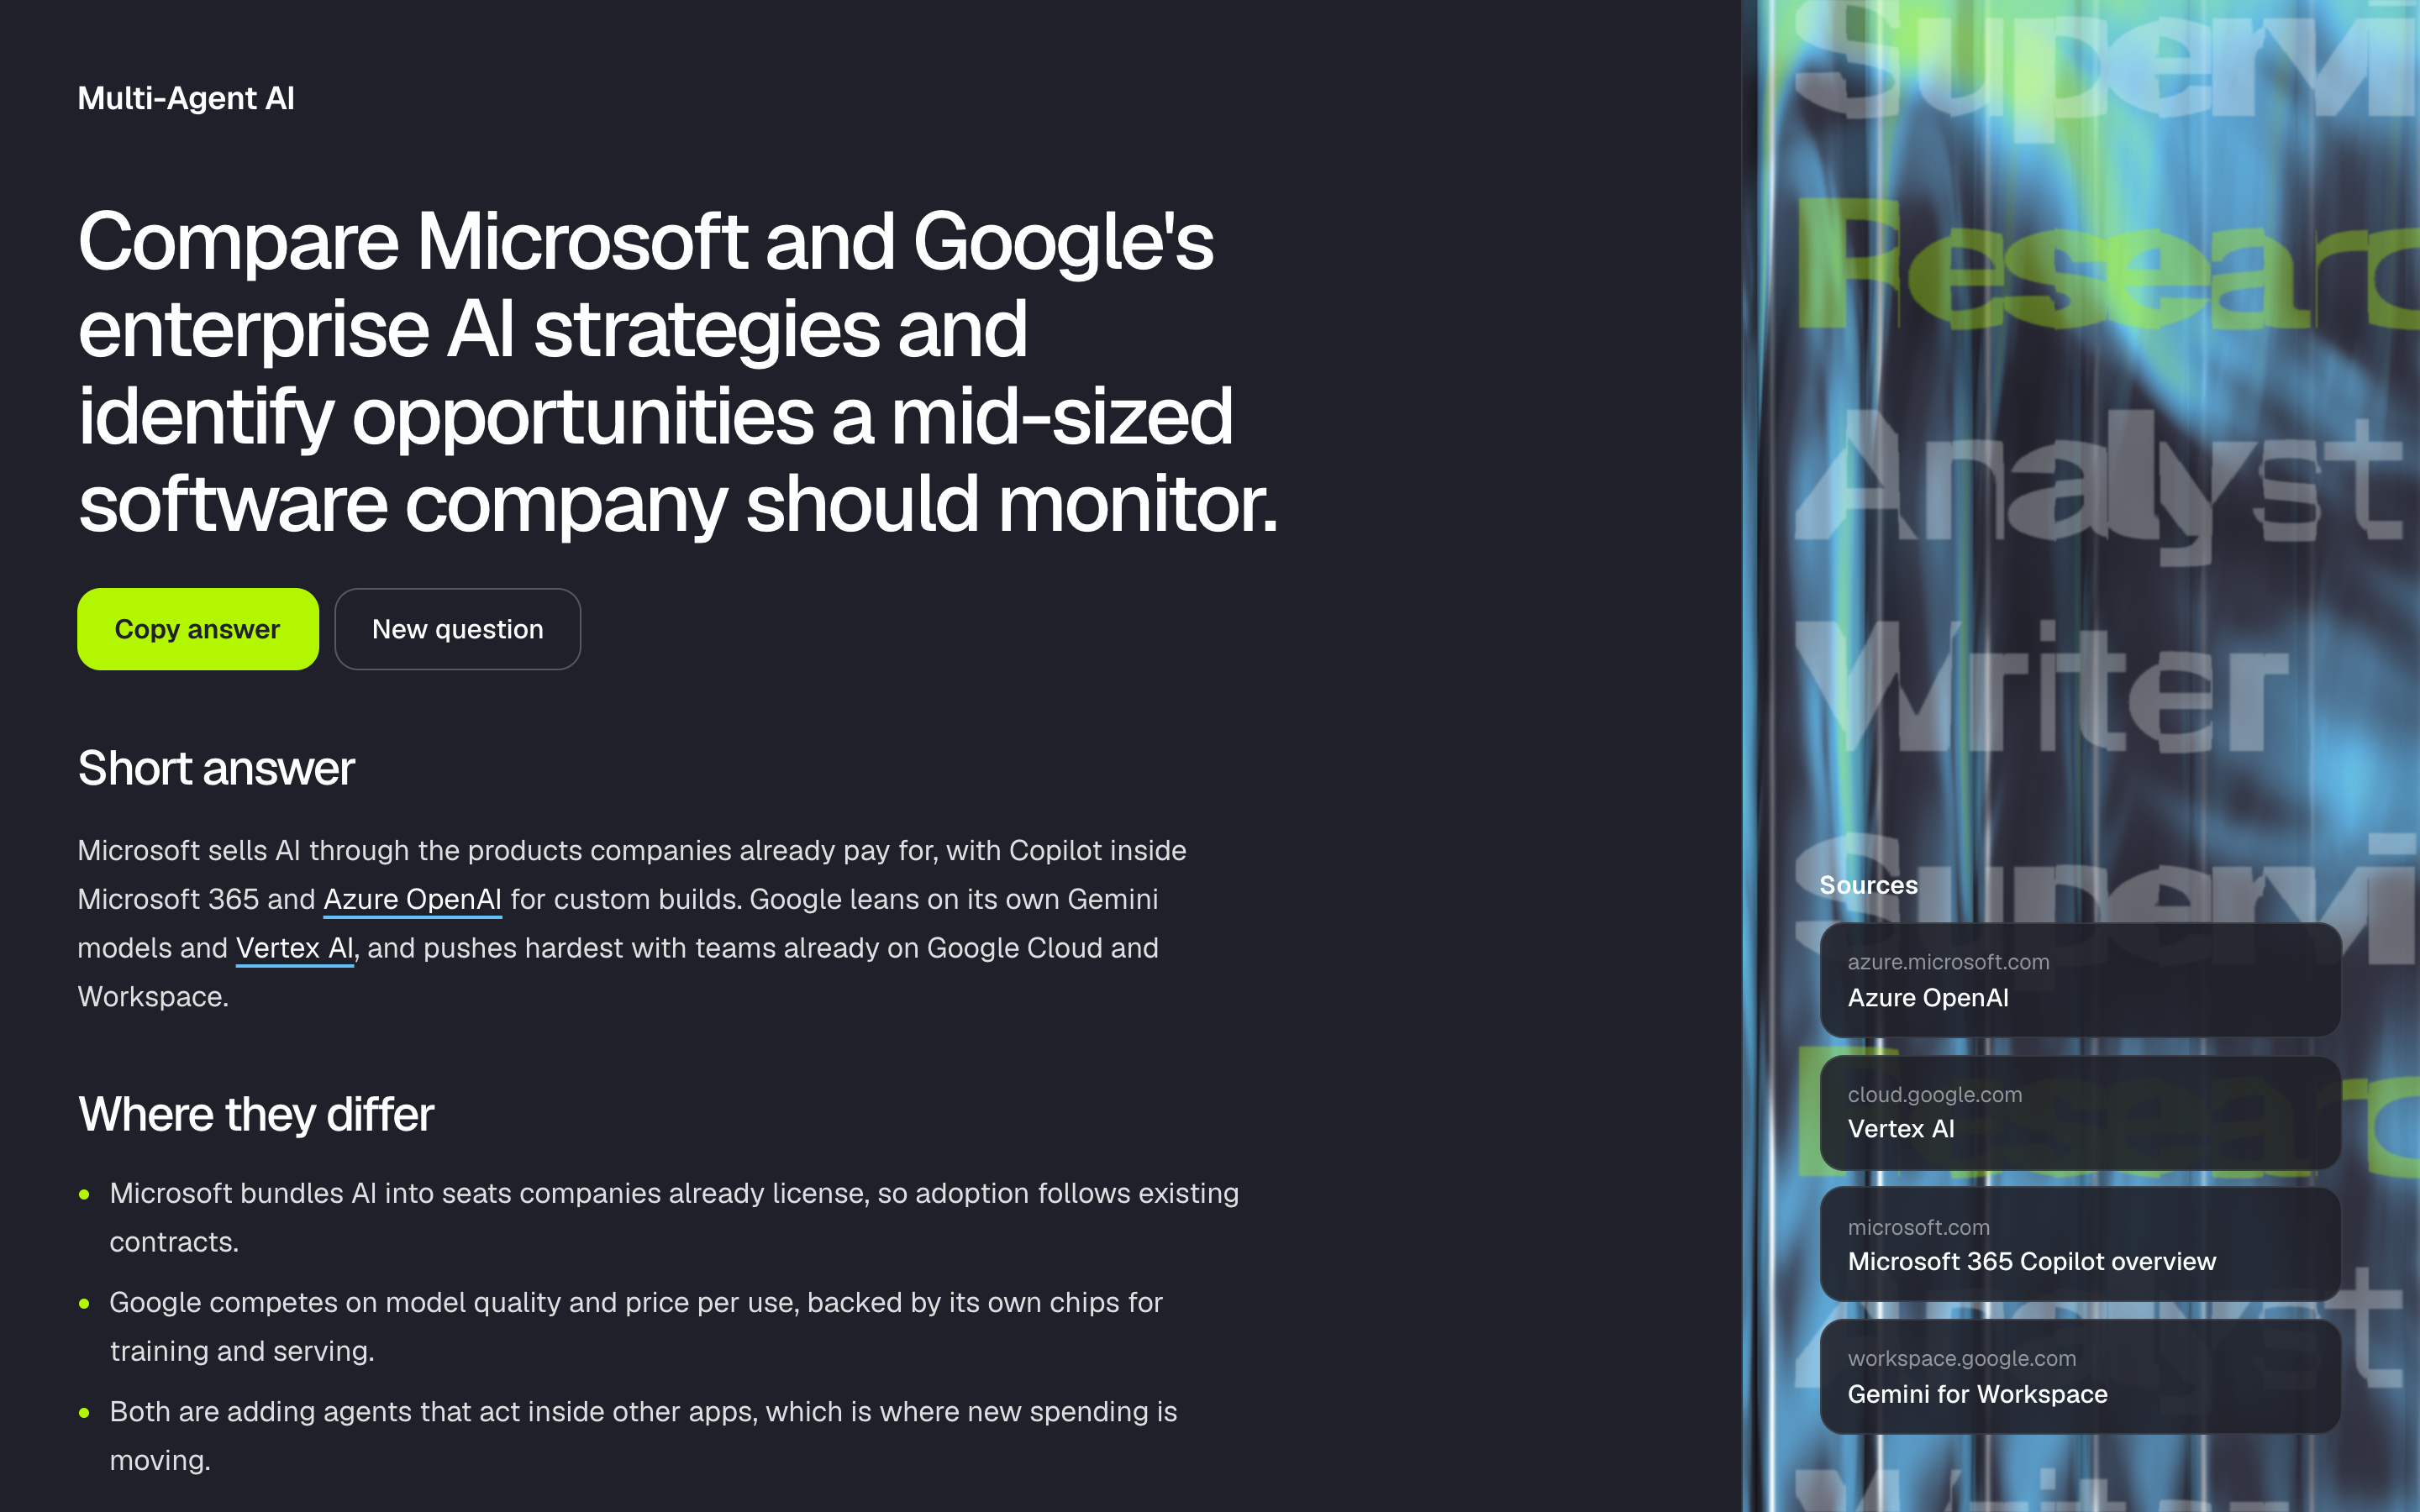 Multi-Agent AI
Compare Microsoft and Google's
enterprise AI strategies and
identify opportunities a mid-sized
software company should monitor.
Copy answer
New question
Short answer
Microsoft sells AI through the products companies already pay for, with Copilot inside
Microsoft 365 and Azure OpenAI for custom builds. Google leans on its own Gemini
models and Vertex AI, and pushes hardest with teams already on Google Cloud and
Workspace.
Where they differ
• Microsoft bundles AI into seats companies already license, so adoption follows existing
contracts.
• Google competes on model quality and price per use, backed by its own chips for
training and serving.
• Both are adding agents that act inside other apps, which is where new spending is
moving.
Supervi
Researc
Analyst
Writer
Supervi
Sources
azure.microsoft.com
Azure OpenAI
Researc
cloud.google.com
Vertex AI
microsoft.com
Microsoft 365 Copilot overview
Analyst
workspace.google.com
Gemini for Workspace